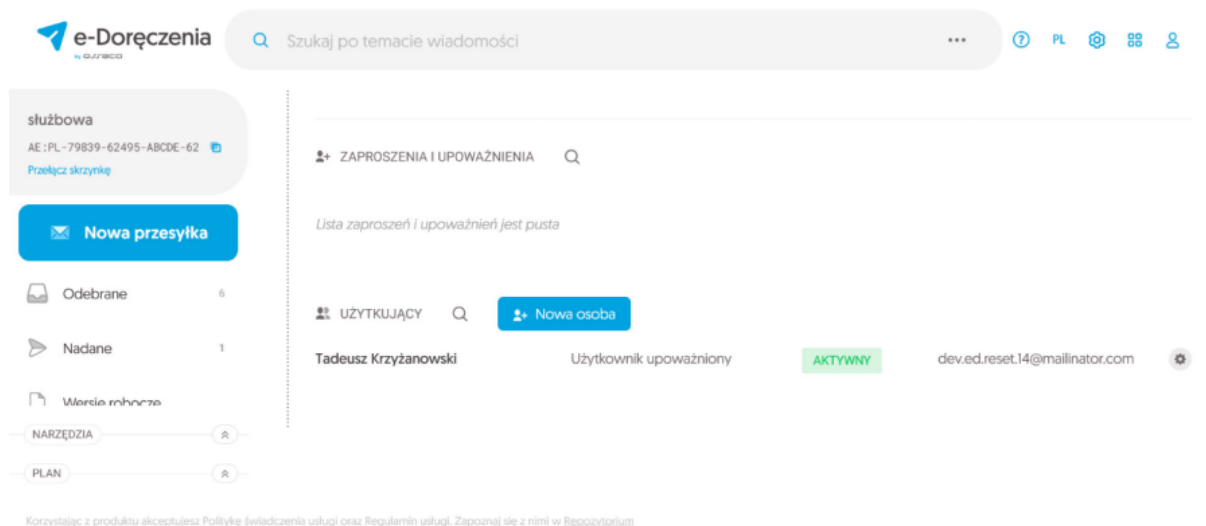 e-Doręczenia
by asseco
Szukaj po temacie wiadomości
PL
służbowa
AE:PL-79839-62495-ABCDE-62
Przełącz skrzynkę
Nowa przesyłka
Odebrane 6
Nadane 1
Wersje robocze
NARZĘDZIA
PLAN
ZAPROSZENIA I UPOWAŻNIENIA
Lista zaproszeń i upoważnień jest pusta
UŻYTKUJĄCY
Nowa osoba
Tadeusz Krzyżanowski Użytkownik upoważniony AKTYWNY dev.ed.reset.14@mailinator.com
Korzystając z produktu akceptujesz Politykę świadczenia usługi oraz Regulamin usługi. Zapoznaj się z nimi w Repozytorium